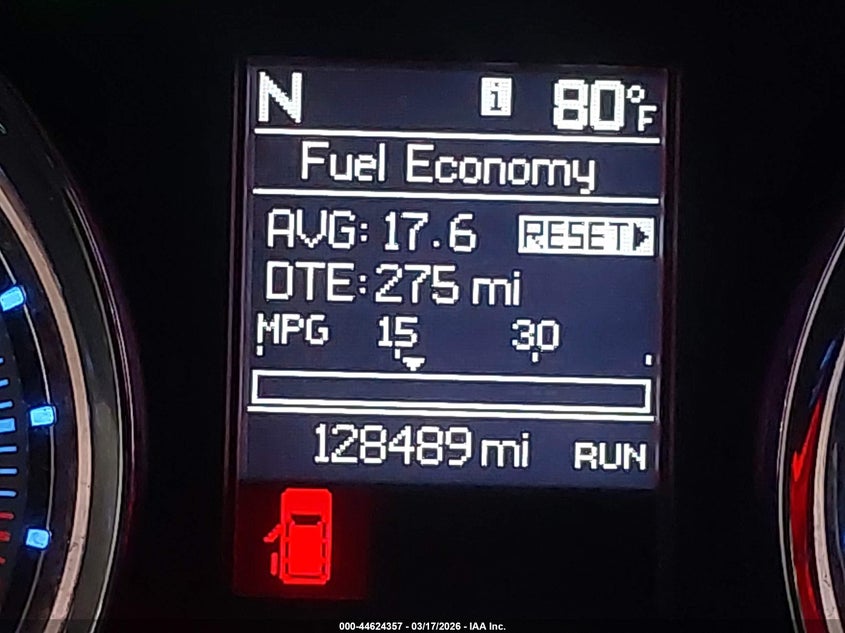 N i 80°F
Fuel Economy
AVG: 17.6 RESET
DTE: 275 mi
MPG 15 30
128489 mi RUN
000-44624357 - 03/17/2026 - IAA Inc.